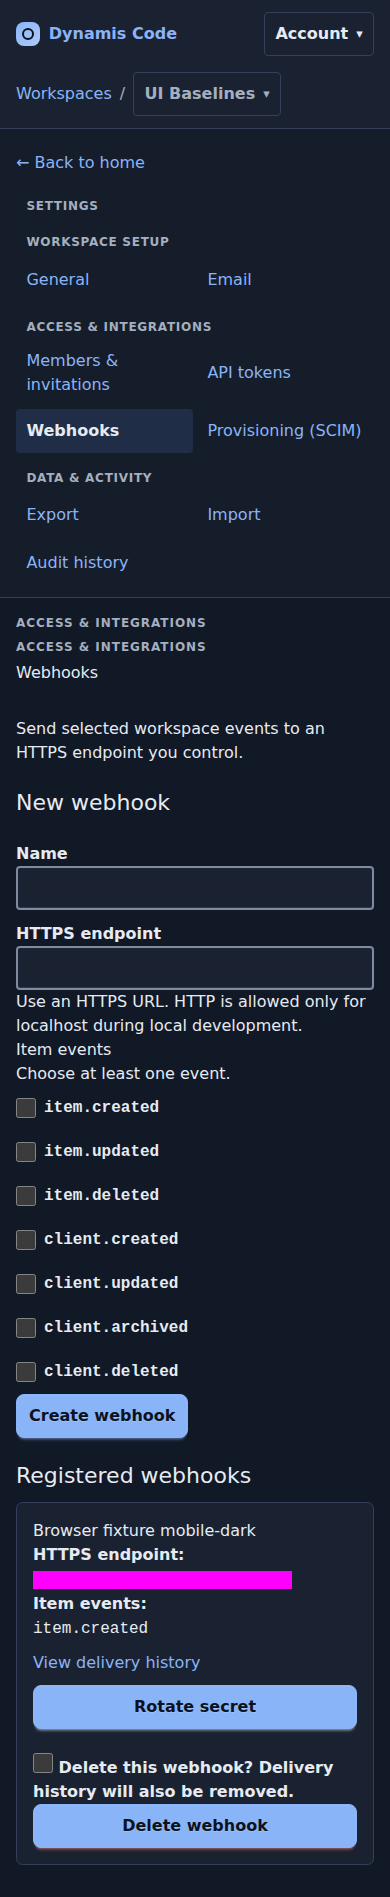 Dynamis Code
Account ▾
Workspaces / UI Baselines ▾
← Back to home
SETTINGS
WORKSPACE SETUP
General Email
ACCESS & INTEGRATIONS
Members & invitations
API tokens
Webhooks Provisioning (SCIM)
DATA & ACTIVITY
Export Import
Audit history
ACCESS & INTEGRATIONS
ACCESS & INTEGRATIONS
Webhooks
Send selected workspace events to an
HTTPS endpoint you control.
New webhook
Name
HTTPS endpoint
Use an HTTPS URL. HTTP is allowed only for
localhost during local development.
Item events
Choose at least one event.
item.created
item.updated
item.deleted
client.created
client.updated
client.archived
client.deleted
Create webhook
Registered webhooks
Browser fixture mobile-dark
HTTPS endpoint:
Item events:
item.created
View delivery history
Rotate secret
Delete this webhook? Delivery
history will also be removed.
Delete webhook